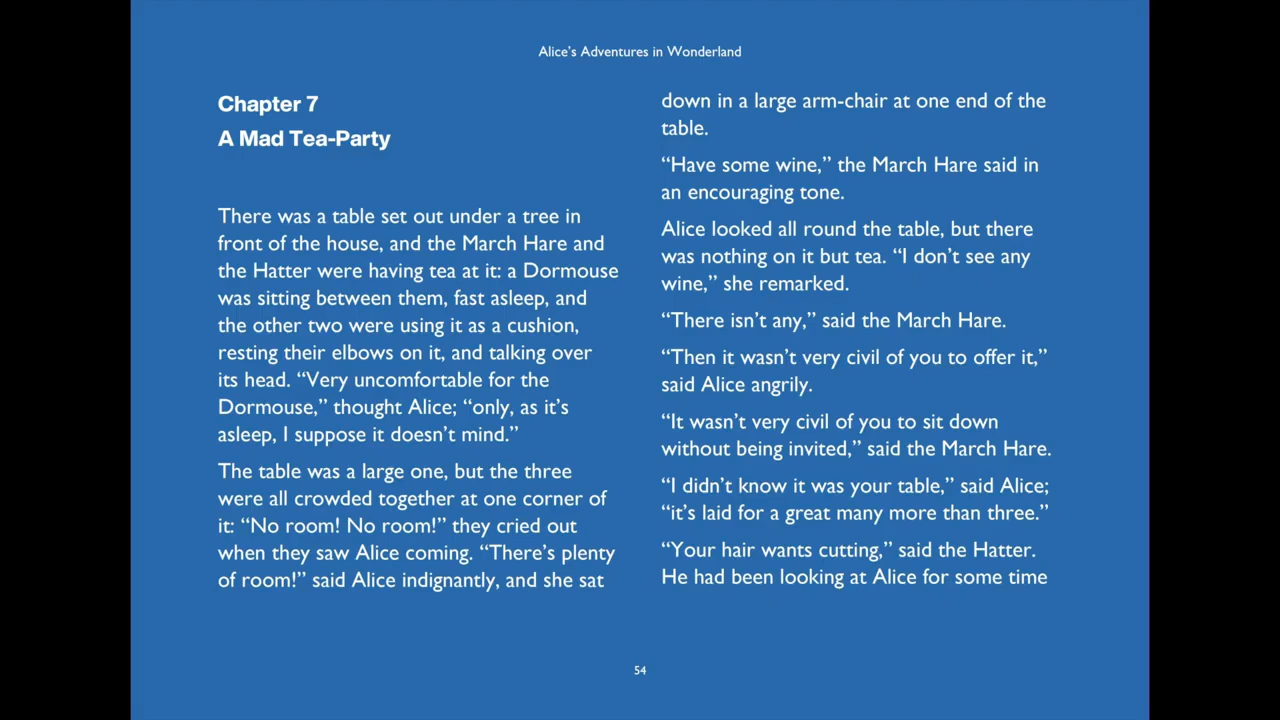 Alice’s Adventures in Wonderland
Chapter 7
A Mad Tea-Party
There was a table set out under a tree in
front of the house, and the March Hare and
the Hatter were having tea at it: a Dormouse
was sitting between them, fast asleep, and
the other two were using it as a cushion,
resting their elbows on it, and talking over
its head. “Very uncomfortable for the
Dormouse,” thought Alice; “only, as it’s
asleep, I suppose it doesn’t mind.”
The table was a large one, but the three
were all crowded together at one corner of
it: “No room! No room!” they cried out
when they saw Alice coming. “There’s plenty
of room!” said Alice indignantly, and she sat
down in a large arm-chair at one end of the
table.
“Have some wine,” the March Hare said in
an encouraging tone.
Alice looked all round the table, but there
was nothing on it but tea. “I don’t see any
wine,” she remarked.
“There isn’t any,” said the March Hare.
“Then it wasn’t very civil of you to offer it,”
said Alice angrily.
“It wasn’t very civil of you to sit down
without being invited,” said the March Hare.
“I didn’t know it was your table,” said Alice;
“it’s laid for a great many more than three.”
“Your hair wants cutting,” said the Hatter.
He had been looking at Alice for some time
54